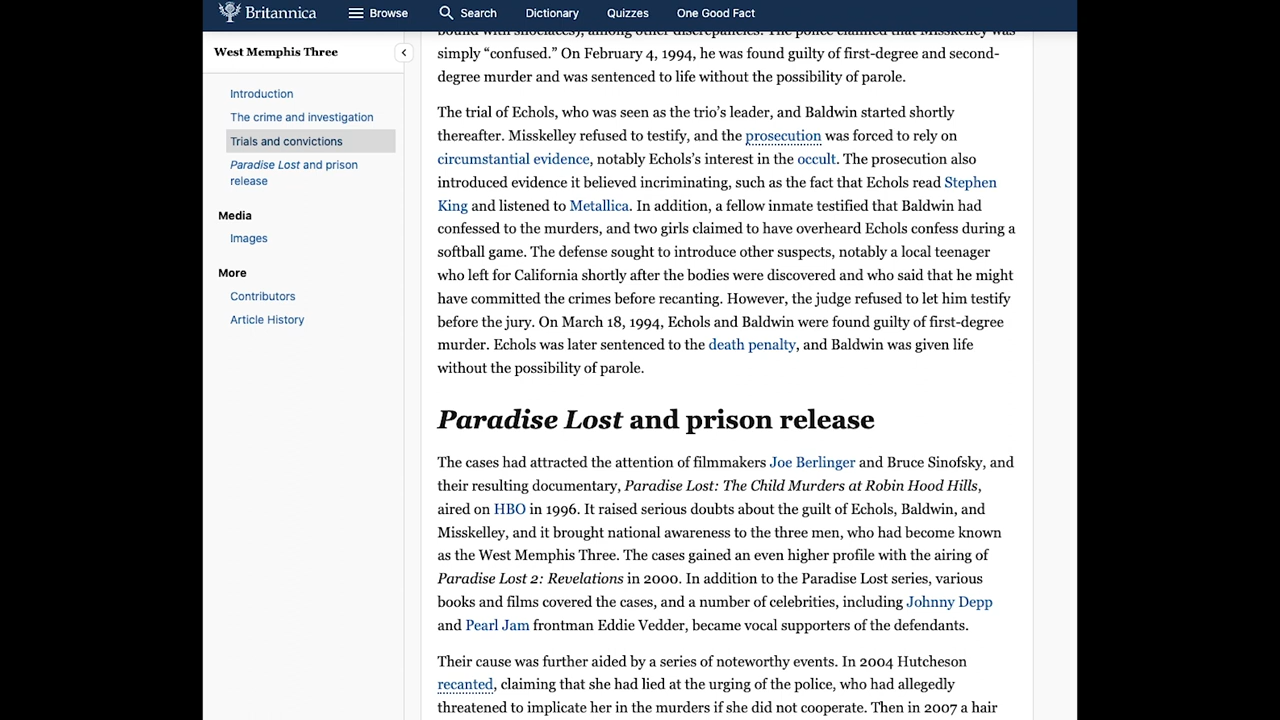 Britannica Browse Search Dictionary Quizzes One Good Fact
West Memphis Three
Introduction
The crime and investigation
Trials and convictions
Paradise Lost and prison
release
Media
Images
More
Contributors
Article History
bound with shoelaces), among other discrepancies. The police claimed that Misskelley was
simply “confused.” On February 4, 1994, he was found guilty of first-degree and second-
degree murder and was sentenced to life without the possibility of parole.
The trial of Echols, who was seen as the trio’s leader, and Baldwin started shortly
thereafter. Misskelley refused to testify, and the prosecution was forced to rely on
circumstantial evidence, notably Echols’s interest in the occult. The prosecution also
introduced evidence it believed incriminating, such as the fact that Echols read Stephen
King and listened to Metallica. In addition, a fellow inmate testified that Baldwin had
confessed to the murders, and two girls claimed to have overheard Echols confess during a
softball game. The defense sought to introduce other suspects, notably a local teenager
who left for California shortly after the bodies were discovered and who said that he might
have committed the crimes before recanting. However, the judge refused to let him testify
before the jury. On March 18, 1994, Echols and Baldwin were found guilty of first-degree
murder. Echols was later sentenced to the death penalty, and Baldwin was given life
without the possibility of parole.
Paradise Lost and prison release
The cases had attracted the attention of filmmakers Joe Berlinger and Bruce Sinofsky, and
their resulting documentary, Paradise Lost: The Child Murders at Robin Hood Hills,
aired on HBO in 1996. It raised serious doubts about the guilt of Echols, Baldwin, and
Misskelley, and it brought national awareness to the three men, who had become known
as the West Memphis Three. The cases gained an even higher profile with the airing of
Paradise Lost 2: Revelations in 2000. In addition to the Paradise Lost series, various
books and films covered the cases, and a number of celebrities, including Johnny Depp
and Pearl Jam frontman Eddie Vedder, became vocal supporters of the defendants.
Their cause was further aided by a series of noteworthy events. In 2004 Hutcheson
recanted, claiming that she had lied at the urging of the police, who had allegedly
threatened to implicate her in the murders if she did not cooperate. Then in 2007 a hair